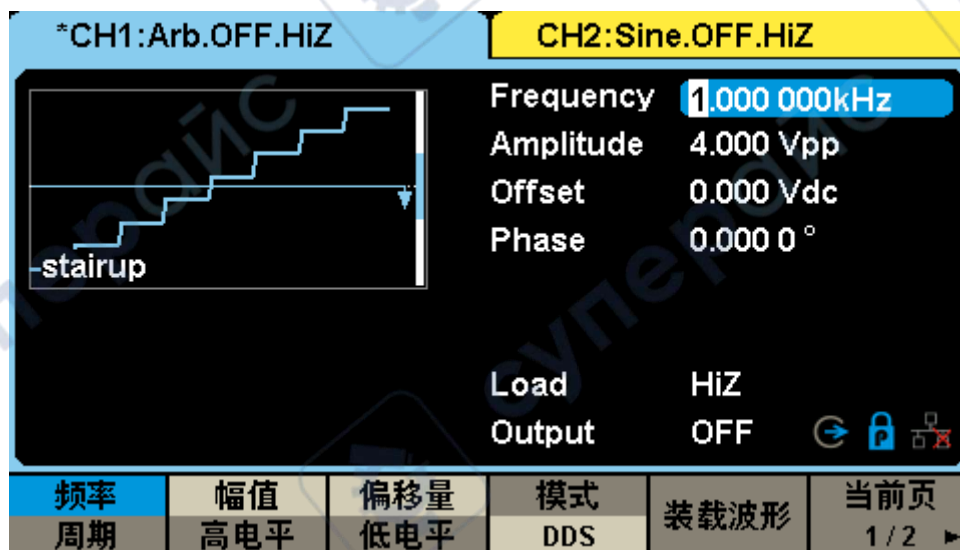 *CH1:Arb.OFF.HiZ
CH2:Sine.OFF.HiZ
Frequency 1.000 000kHz
Amplitude 4.000 Vpp
Offset 0.000 Vdc
Phase 0.000 0 °
stairup
Load HiZ
Output OFF
频率 幅值 偏移量 模式 装载波形 当前页
周期 高电平 低电平 DDS 1/2
суперайс